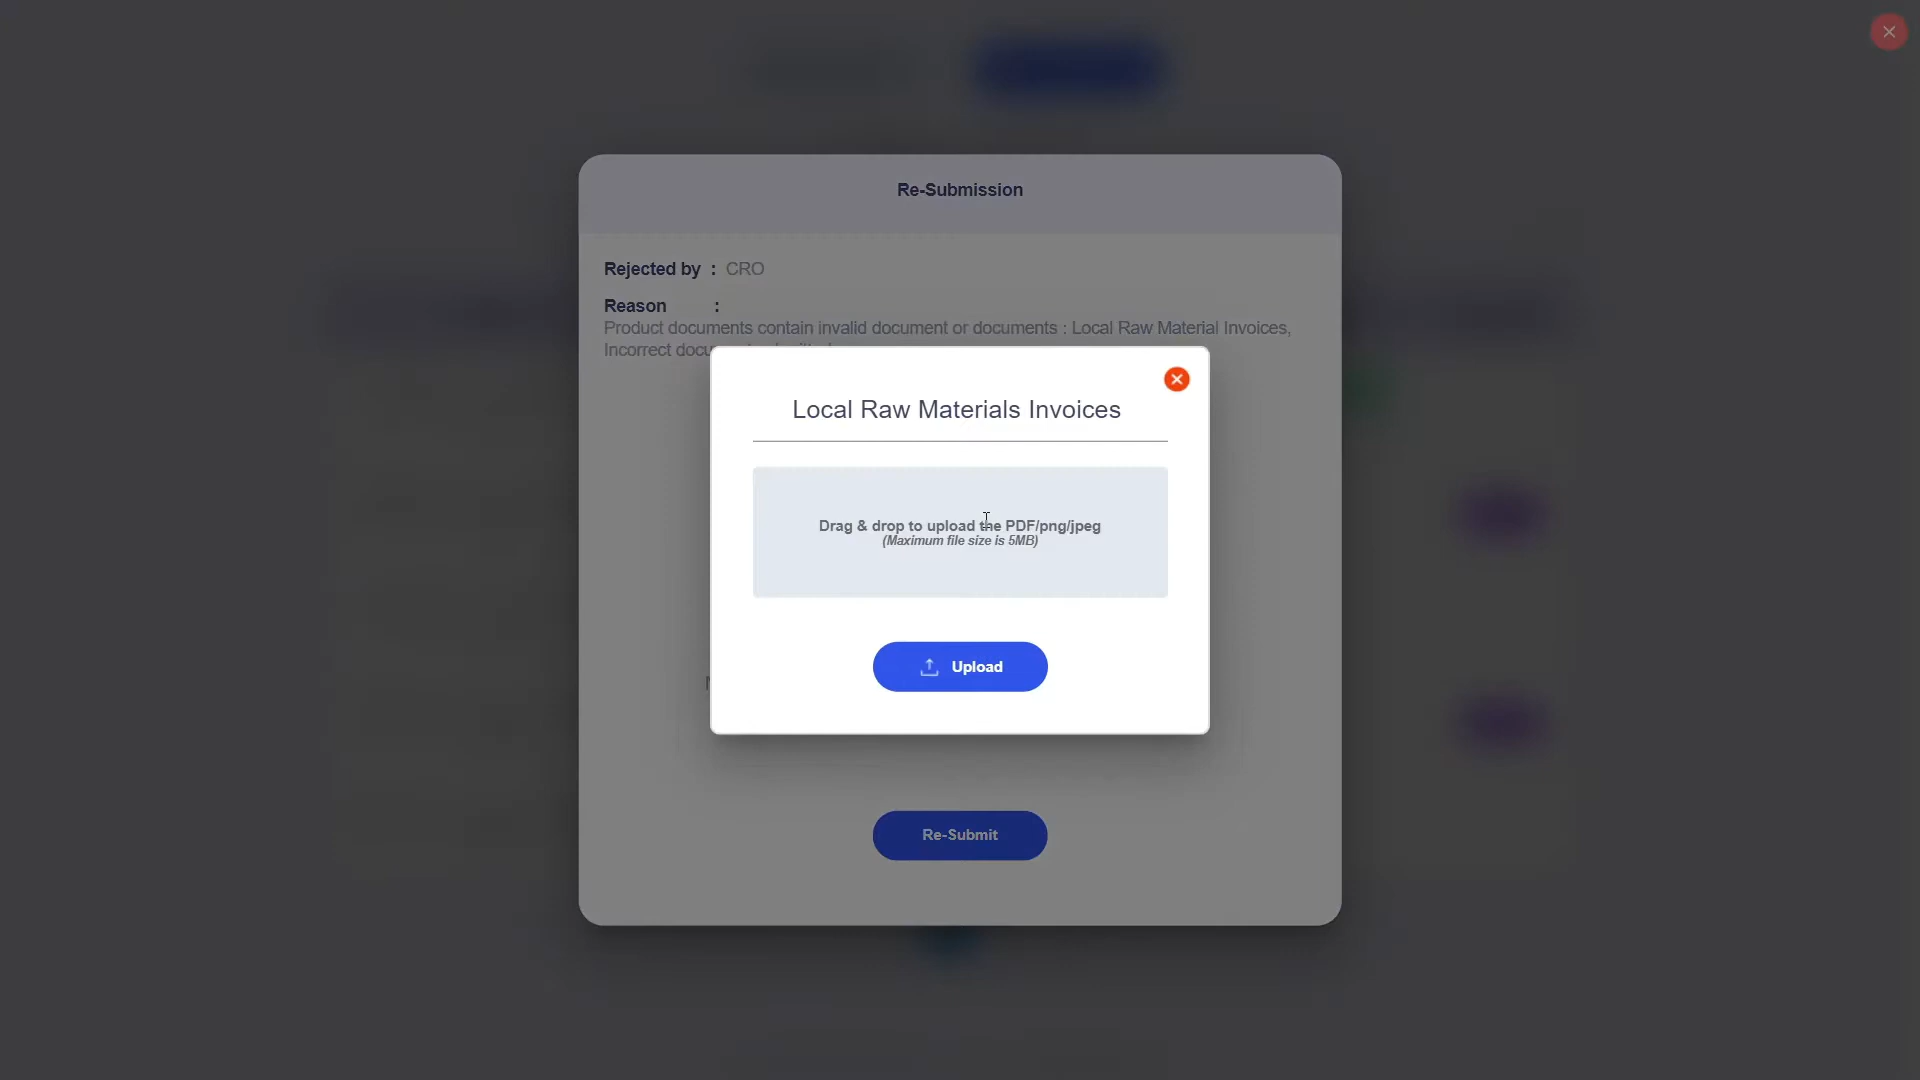 Re-Submission
Rejected by : CRO
Reason :
Product documents contain invalid document or documents : Local Raw Material Invoices,
Incorrect
Local Raw Materials Invoices
Drag & drop to upload the PDF/png/jpeg
(Maximum file size is 5MB)
Upload
Re-Submit